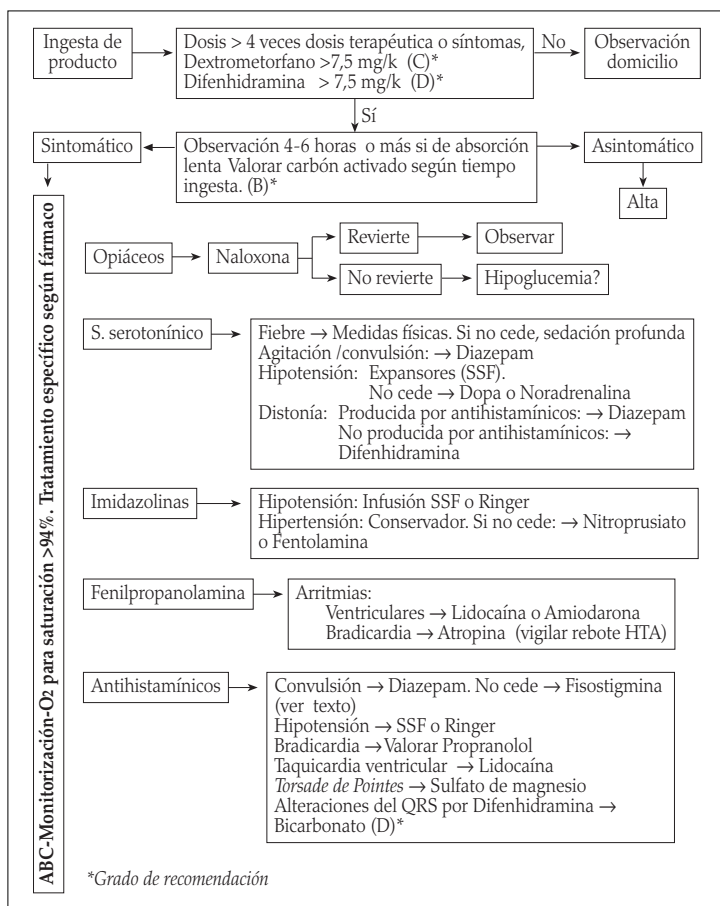 Ingesta de
producto
Dosis > 4 veces dosis terapéutica o síntomas,
Dextrometorfano >7,5 mg/k (C)*
Difenhidramina > 7,5 mg/k (D)*
No
Observación
domicilio
Sí
Sintomático
Observación 4-6 horas o más si de absorción
lenta Valorar carbón activado según tiempo
ingesta. (B)*
Asintomático
Alta
ABC-Monitorización-O2 para saturación >94%. Tratamiento específico según fármaco
Opiáceos
Naloxona
Revierte
Observar
No revierte
Hipoglucemia?
S. serotonínico
Fiebre → Medidas físicas. Si no cede, sedación profunda
Agitación /convulsión: → Diazepam
Hipotensión: Expansores (SSF).
No cede → Dopa o Noradrenalina
Distonía: Producida por antihistamínicos: → Diazepam
No producida por antihistamínicos: →
Difenhidramina
Imidazolinas
Hipotensión: Infusión SSF o Ringer
Hipertensión: Conservador. Si no cede: → Nitroprusiato
o Fentolamina
Fenilpropanolamina
Arritmias:
Ventriculares → Lidocaína o Amiodarona
Bradicardia → Atropina (vigilar rebote HTA)
Antihistamínicos
Convulsión → Diazepam. No cede → Fisostigmina
(ver texto)
Hipotensión → SSF o Ringer
Bradicardia → Valorar Propranolol
Taquicardia ventricular → Lidocaína
Torsade de Pointes → Sulfato de magnesio
Alteraciones del QRS por Difenhidramina →
Bicarbonato (D)*
*Grado de recomendación